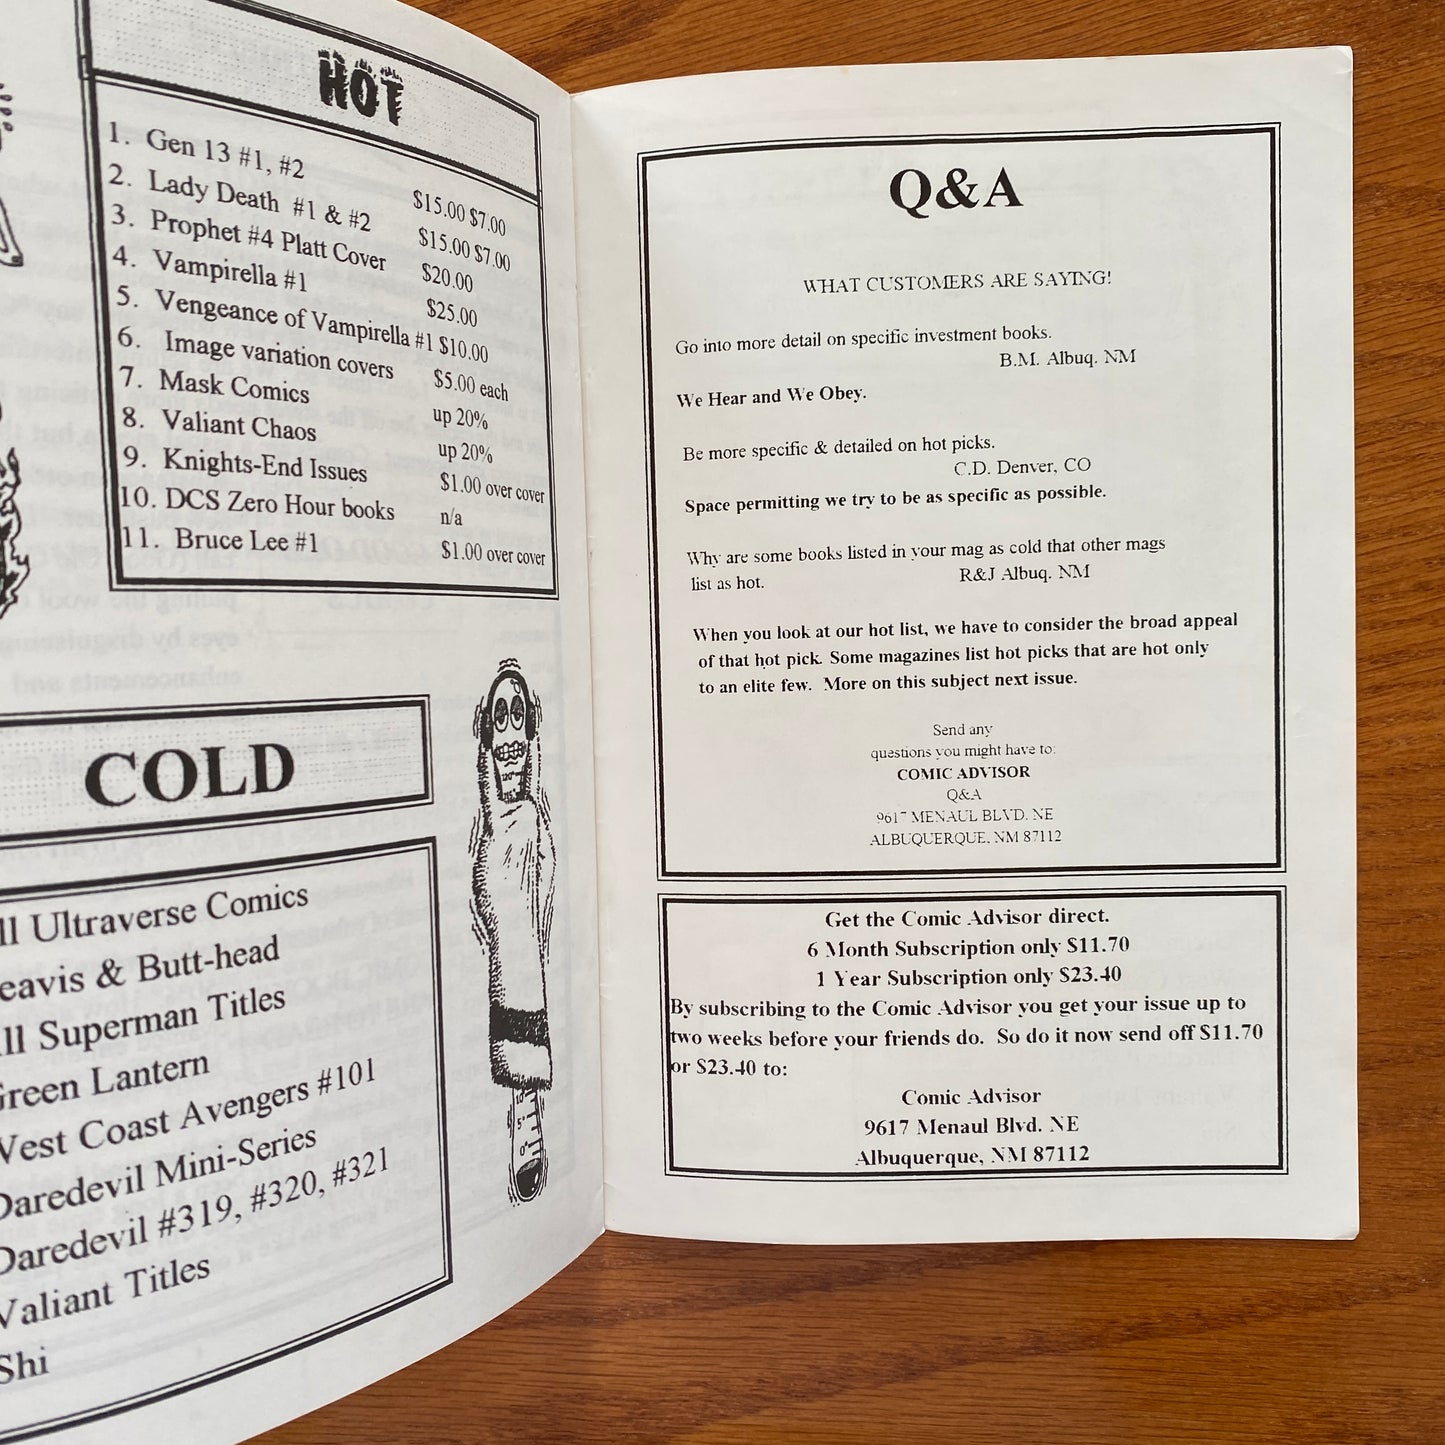 HOT
1. Gen 13 #1, #2 $15.00 $7.00
2. Lady Death #1 & #2 $15.00 $7.00
3. Prophet #4 Platt Cover $20.00
4. Vampirella #1 $25.00
5. Vengeance of Vampirella #1 $10.00
6. Image variation covers $5.00 each
7. Mask Comics up 20%
8. Valiant Chaos up 20%
9. Knights-End Issues $1.00 over cover
10. DCS Zero Hour books n/a
11. Bruce Lee #1 $1.00 over cover
COLD
Ultraverse Comics
& Butt-head
Superman Titles
Lantern
Coast Avengers #101
Daredevil Mini-Series
Daredevil #319, #320, #321
Valiant Titles
Shi
10
5°
0°
Q&A
WHAT CUSTOMERS ARE SAYING!
Go into more detail on specific investment books.
B.M. Albuq. NM
We Hear and We Obey.
Be more specific & detailed on hot picks.
C.D. Denver, CO
Space permitting we try to be as specific as possible.
Why are some books listed in your mag as cold that other mags
list as hot. R&J Albuq. NM
When you look at our hot list, we have to consider the broad appeal
of that hot pick. Some magazines list hot picks that are hot only
to an elite few. More on this subject next issue.
Send any
questions you might have to:
COMIC ADVISOR
Q&A
9617 MENAUL BLVD. NE
ALBUQUERQUE, NM 87112
Get the Comic Advisor direct.
6 Month Subscription only $11.70
1 Year Subscription only $23.40
By subscribing to the Comic Advisor you get your issue up to
two weeks before your friends do. So do it now send off $11.70
or $23.40 to:
Comic Advisor
9617 Menaul Blvd. NE
Albuquerque, NM 87112